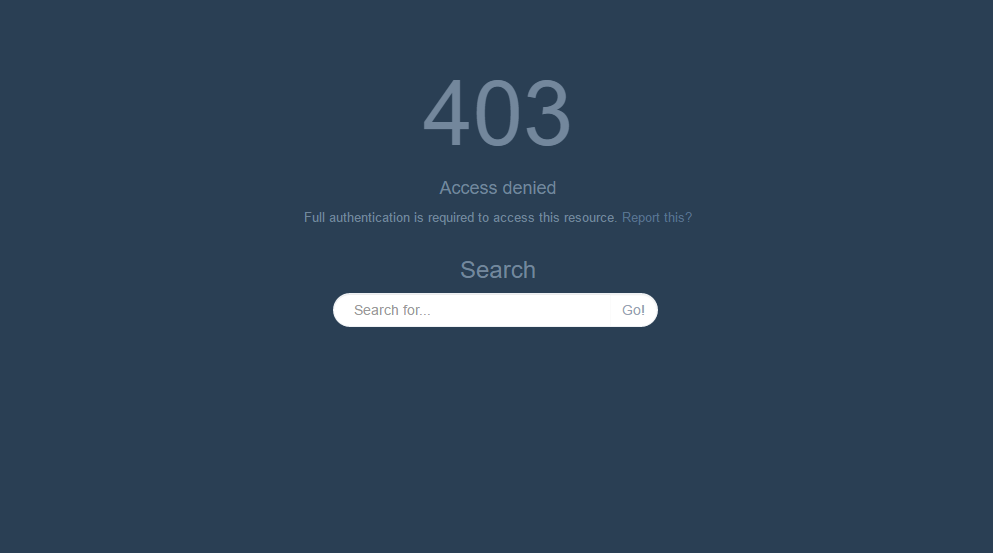 403
Access denied
Full authentication is required to access this resource. Report this?
Search
Search for... Go!